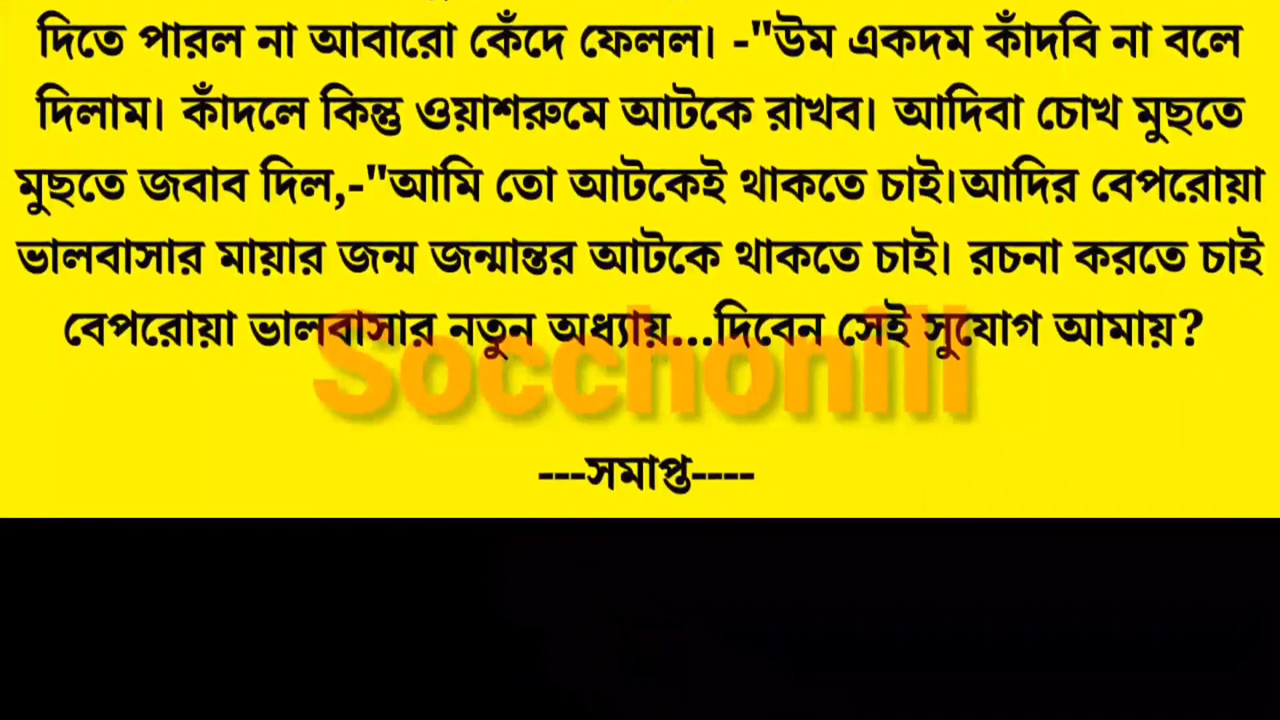 দিতে পারল না আবারো কেঁদে ফেলল। -"উম একদম কাঁদবি না বলে
দিলাম। কাঁদলে কিন্তু ওয়াশরুমে আটকে রাখব। আদিবা চোখ মুছতে
মুছতে জবাব দিল,-"আমি তো আটকেই থাকতে চাই।আদির বেপরোয়া
ভালবাসার মায়ার জন্ম জন্মান্তর আটকে থাকতে চাই। রচনা করতে চাই
বেপরোয়া ভালবাসার নতুন অধ্যায়...দিবেন সেই সুযোগ আমায়?
Socchonill
---সমাপ্ত----